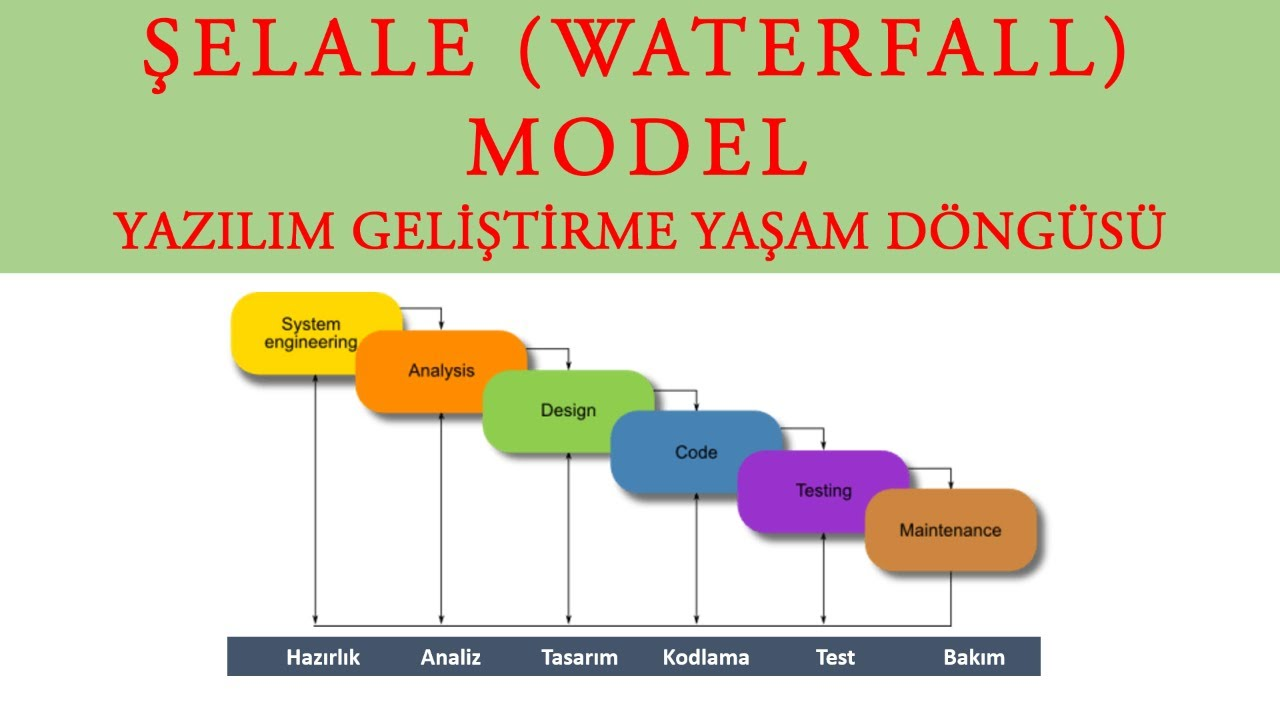 ŞELALE (WATERFALL)
MODEL
YAZILIM GELİŞTİRME YAŞAM DÖNGÜSÜ
System
engineering
Analysis
Design
Code
Testing
Maintenance
Hazırlık Analiz Tasarım Kodlama Test Bakım